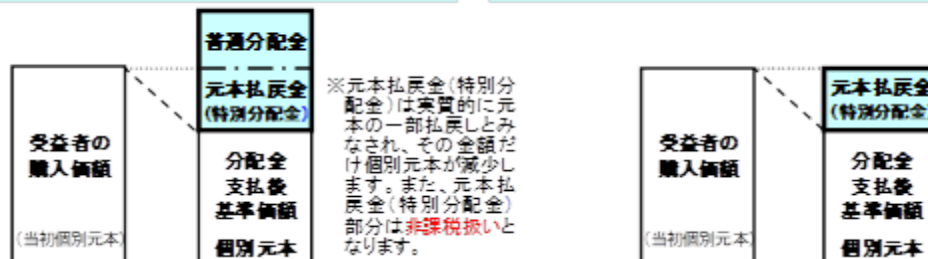 普通分配金
元本払戻金
(特別分配金)
受益者の
購入価額
(当初個別元本)
分配金
支払後
基準価額
個別元本
※元本払戻金(特別分
配金)は実質的に元
本の一部払戻しとみ
なされ、その金額だ
け個別元本が減少し
ます。また、元本払
戻金(特別分配金)
部分は非課税扱いと
なります。
受益者の
購入価額
(当初個別元本)
元本払戻金
(特別分配金)
分配金
支払後
基準価額
個別元本